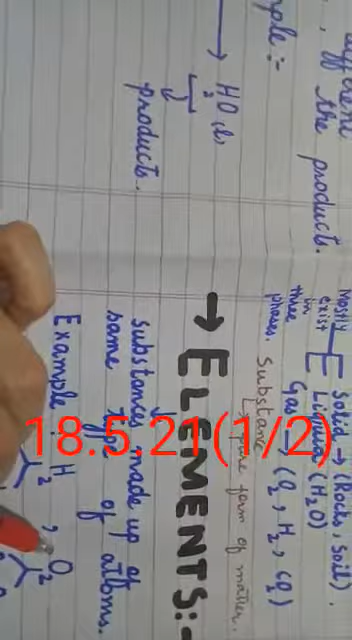 different
, the products.
mple :-
⟶ H2O(l)
products.
Mostly exist in three phases.
Solid → (Rocks, Soil).
Liquid (H2O)
Gas → (O2, H2, CO2)
Substance
↳ pure form of matter.
→ ELEMENTS:-
substances made up of
same type of atoms.
Example : H2 , O2
18.5.21(1/2)